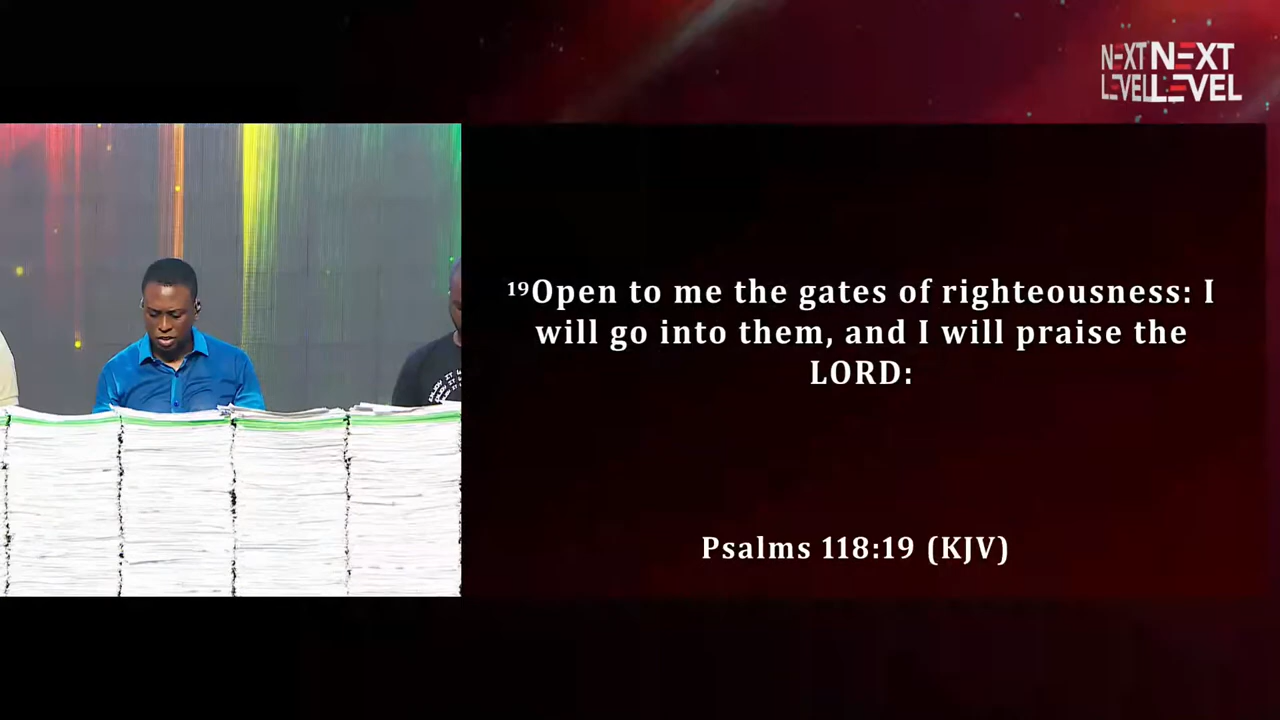 NEXT NEXT
LEVEL LEVEL
¹⁹Open to me the gates of righteousness: I
will go into them, and I will praise the
LORD:
Psalms 118:19 (KJV)